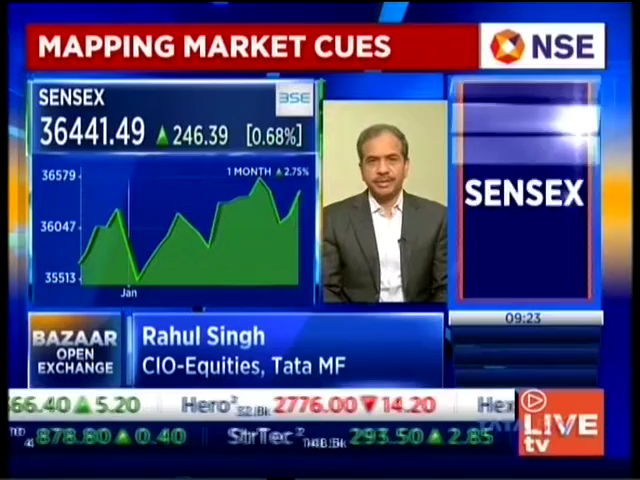 MAPPING MARKET CUES
NSE
SENSEX
BSE
36441.49 ▲ 246.39 [0.68%]
1 MONTH ▲ 2.75%
36579
36047
35513
Jan
SENSEX
09:23
BAZAAR
OPEN
EXCHANGE
Rahul Singh
CIO-Equities, Tata MF
66.40 ▲ 5.20 Hero 2776.00 ▼ 14.20 Hex
878.80 ▲ 0.40 StrTec 293.50 ▲ 2.85
LIVE
tv